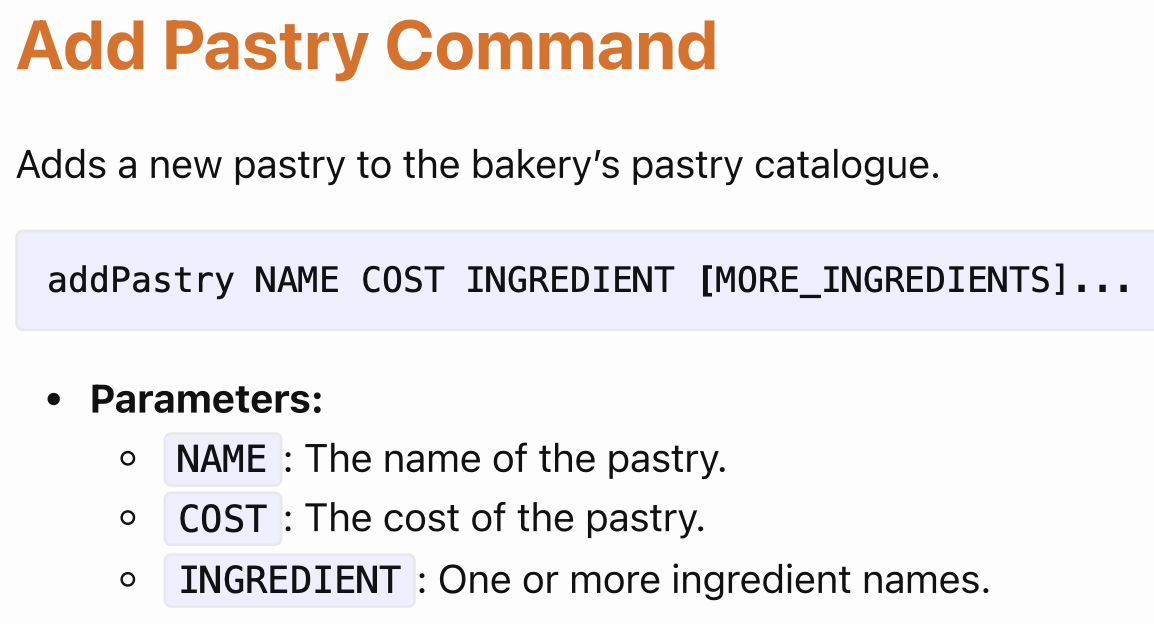 Add Pastry Command
Adds a new pastry to the bakery’s pastry catalogue.
addPastry NAME COST INGREDIENT [MORE_INGREDIENTS]...
• Parameters:
◦ NAME: The name of the pastry.
◦ COST: The cost of the pastry.
◦ INGREDIENT: One or more ingredient names.